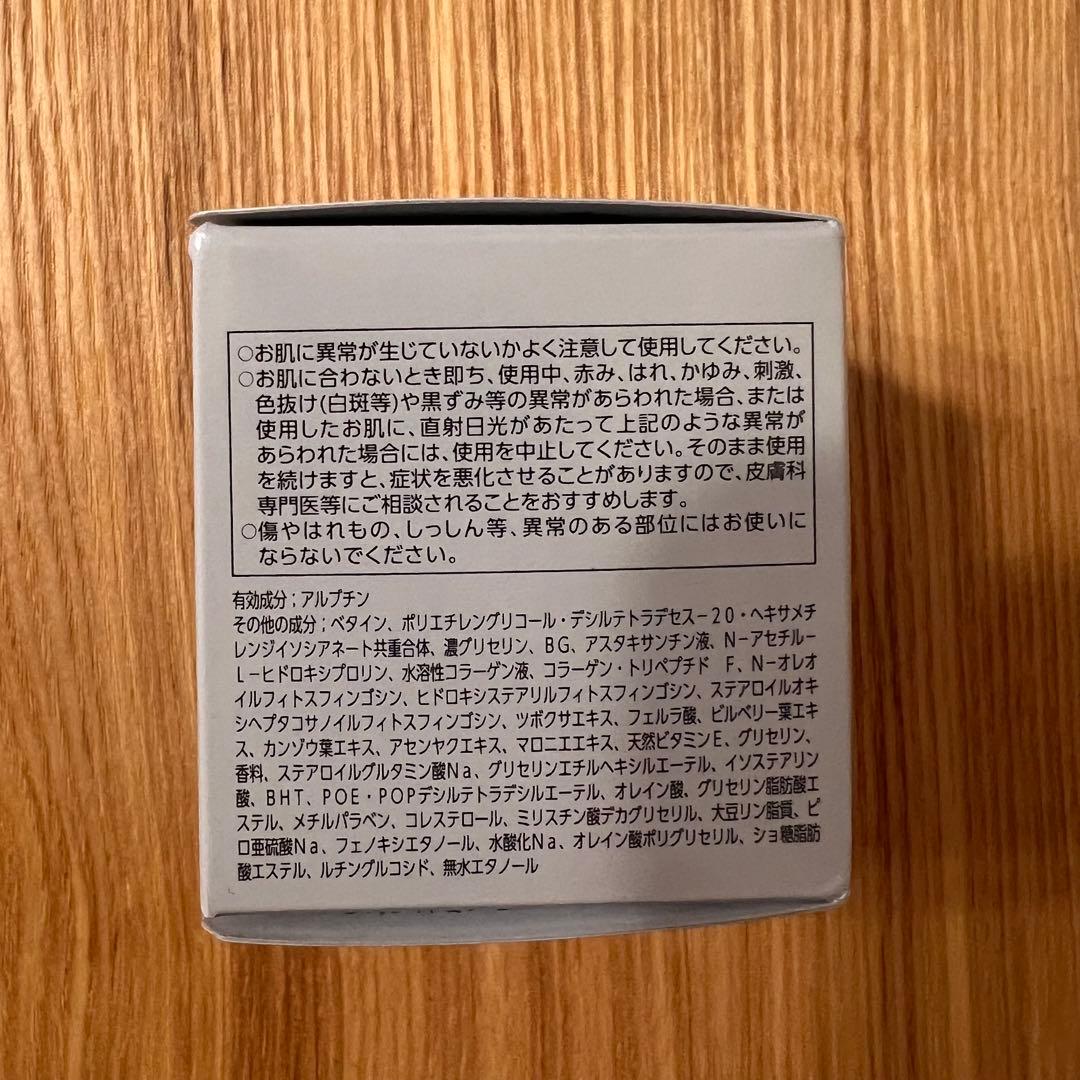 ○お肌に異常が生じていないかよく注意して使用してください。
○お肌に合わないとき即ち、使用中、赤み、はれ、かゆみ、刺激、
色抜け(白斑等)や黒ずみ等の異常があらわれた場合、または
使用したお肌に、直射日光があたって上記のような異常が
あらわれた場合には、使用を中止してください。そのまま使用
を続けますと、症状を悪化させることがありますので、皮膚科
専門医等にご相談されることをおすすめします。
○傷やはれもの、しっしん等、異常のある部位にはお使いに
ならないでください。
有効成分；アルブチン
その他の成分；ベタイン、ポリエチレングリコール・デシルテトラデセス－20・ヘキサメチ
レンジイソシアネート共重合体、濃グリセリン、BG、アスタキサンチン液、N－アセチル－
L－ヒドロキシプロリン、水溶性コラーゲン液、コラーゲン・トリペプチド F、N－オレオ
イルフィトスフィンゴシン、ヒドロキシステアリルフィトスフィンゴシン、ステアロイルオキ
シヘプタコサノイルフィトスフィンゴシン、ツボクサエキス、フェルラ酸、ビルベリー葉エキ
ス、カンゾウ葉エキス、アセンヤクエキス、マロニエエキス、天然ビタミンE、グリセリン、
香料、ステアロイルグルタミン酸Na、グリセリンエチルヘキシルエーテル、イソステアリン
酸、BHT、POE・POPデシルテトラデシルエーテル、オレイン酸、グリセリン脂肪酸エ
ステル、メチルパラベン、コレステロール、ミリスチン酸デカグリセリル、大豆リン脂質、ピ
ロ亜硫酸Na、フェノキシエタノール、水酸化Na、オレイン酸ポリグリセリル、ショ糖脂肪
酸エステル、ルチングルコシド、無水エタノール